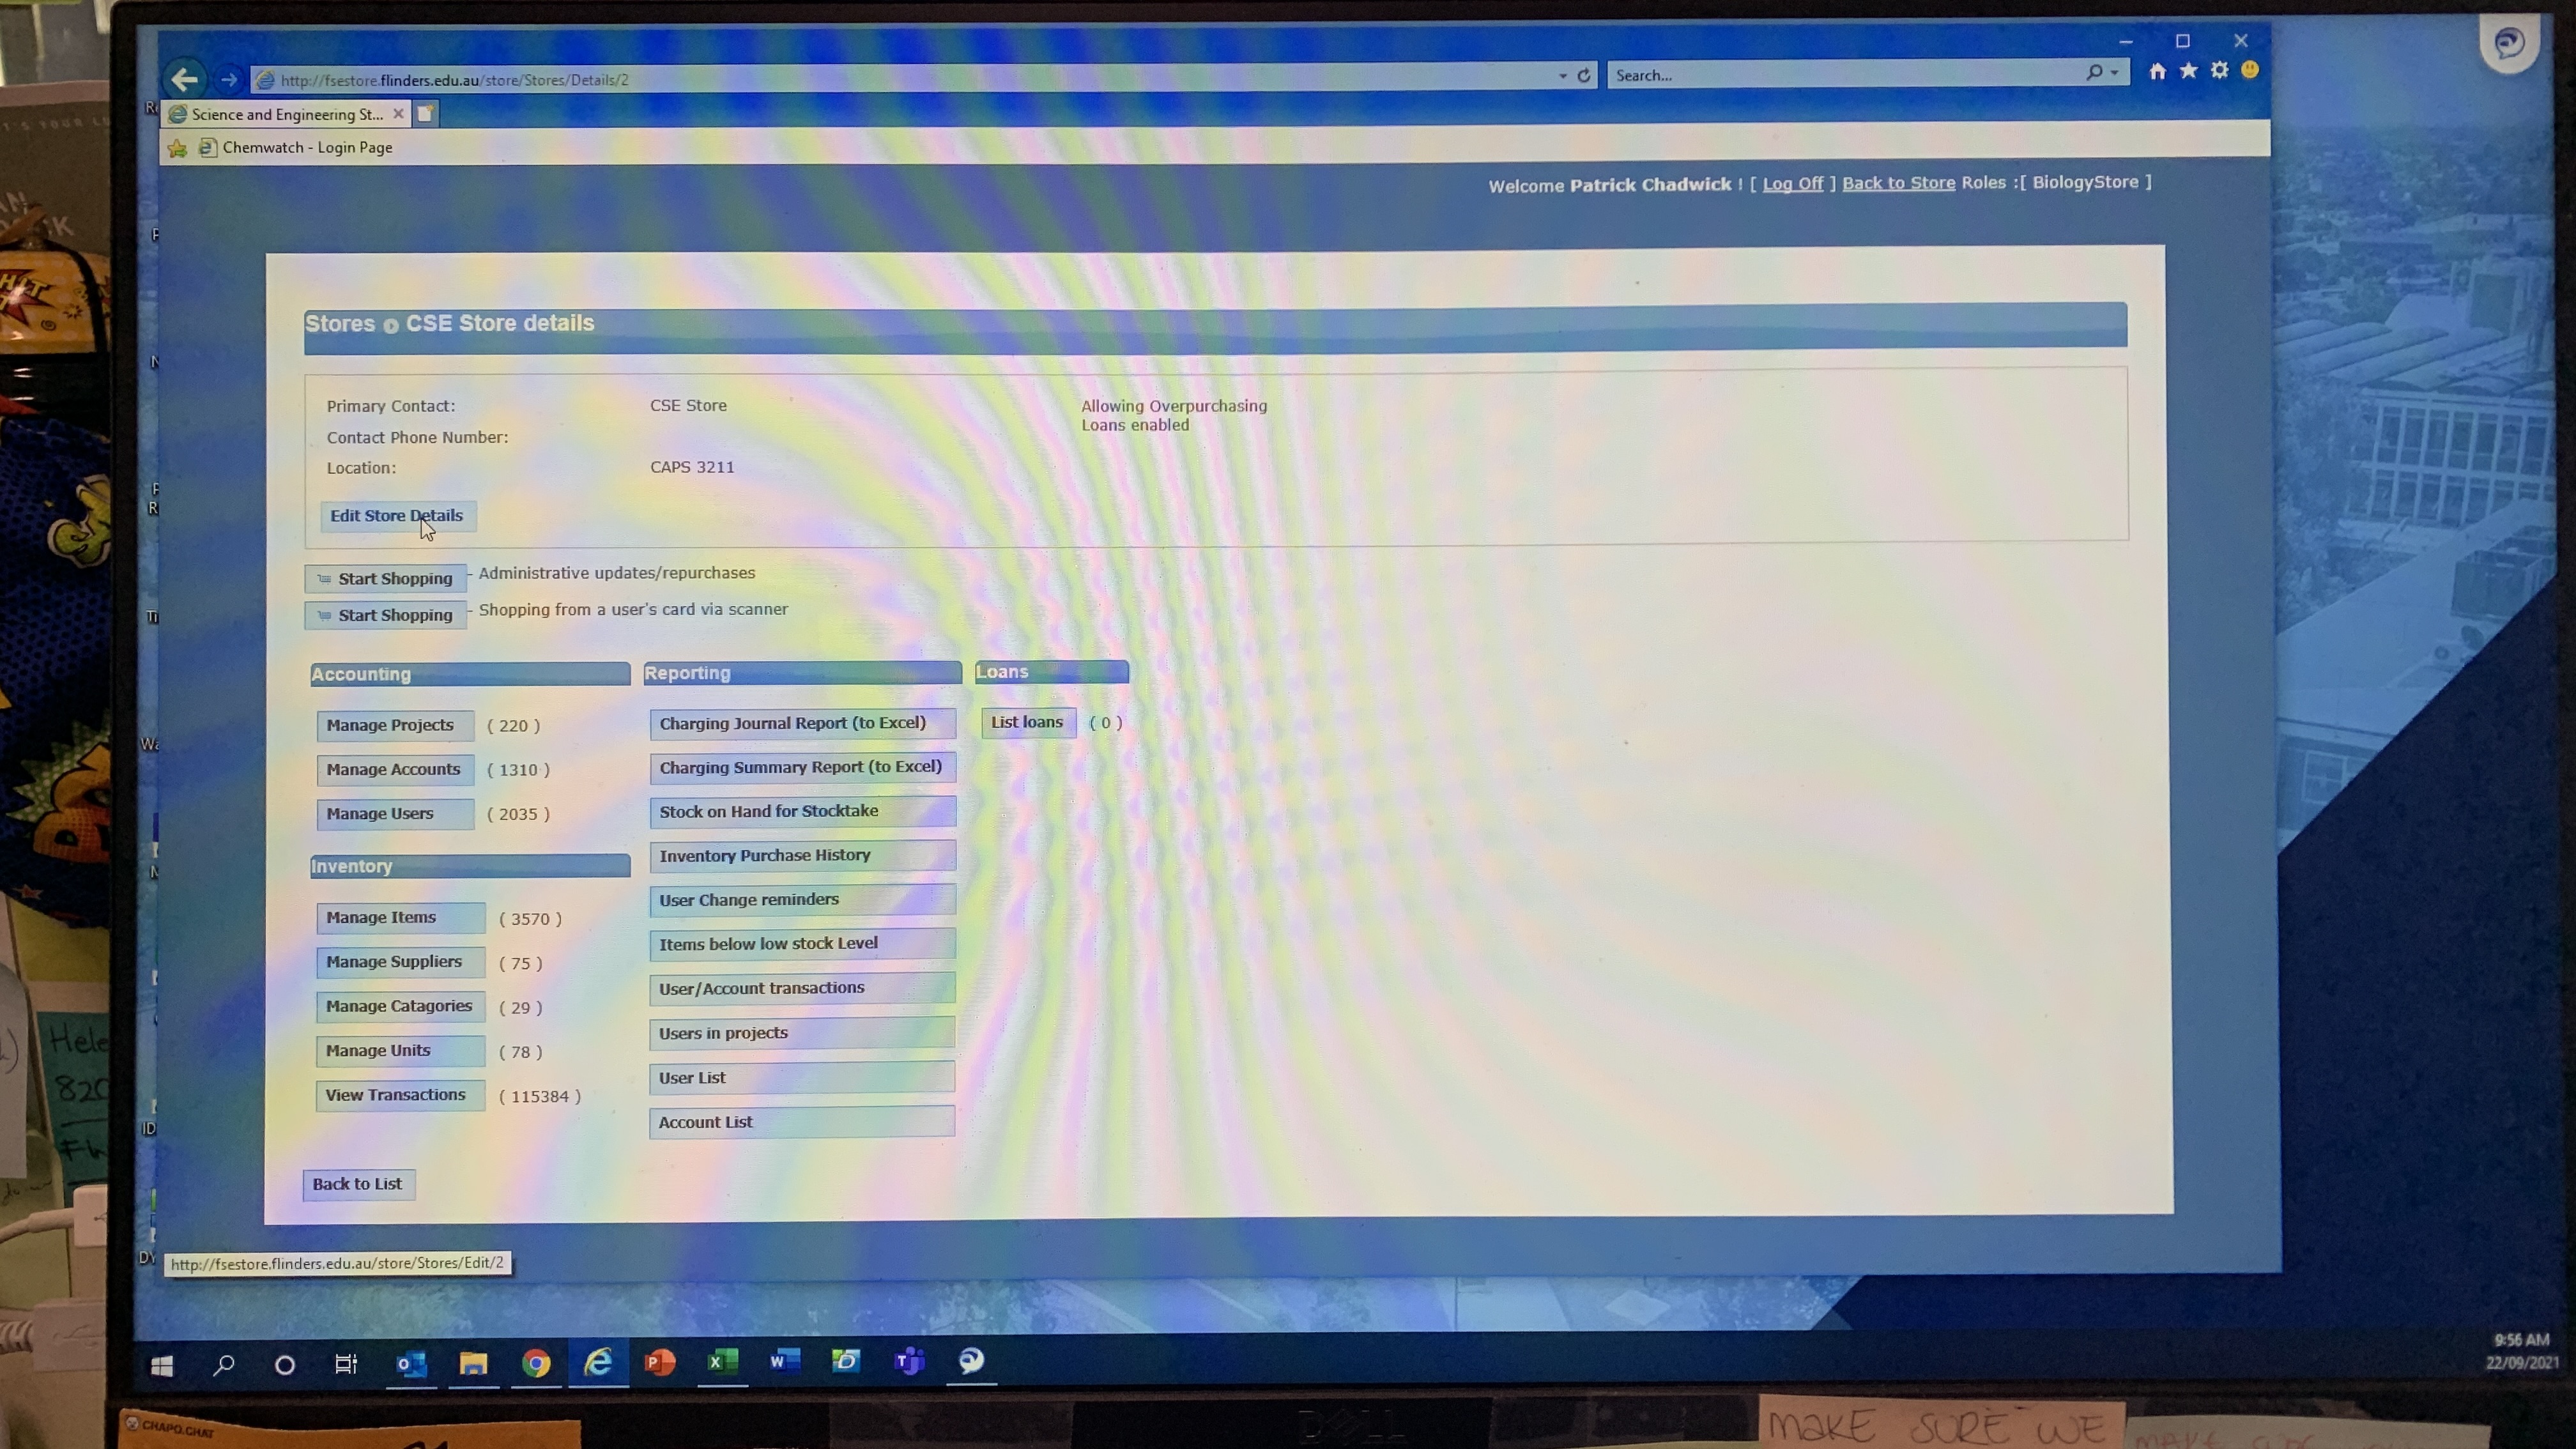 http://fsestore.flinders.edu.au/store/Stores/Details/2
Search...
Science and Engineering St...
Chemwatch - Login Page
Welcome Patrick Chadwick ! [ Log Off ] Back to Store Roles :[ BiologyStore ]
Stores CSE Store details
Primary Contact: CSE Store Allowing Overpurchasing
Loans enabled
Contact Phone Number:
Location: CAPS 3211
Edit Store Details
Start Shopping - Administrative updates/repurchases
Start Shopping - Shopping from a user's card via scanner
Accounting
Manage Projects ( 220 )
Manage Accounts ( 1310 )
Manage Users ( 2035 )
Inventory
Manage Items ( 3570 )
Manage Suppliers ( 75 )
Manage Catagories ( 29 )
Manage Units ( 78 )
View Transactions ( 115384 )
Reporting
Charging Journal Report (to Excel)
Charging Summary Report (to Excel)
Stock on Hand for Stocktake
Inventory Purchase History
User Change reminders
Items below low stock Level
User/Account transactions
Users in projects
User List
Account List
Loans
List loans ( 0 )
Back to List
http://fsestore.flinders.edu.au/store/Stores/Edit/2
9:56 AM
22/09/2021
DELL
CHAPO.CHAT
MAKE SURE WE
Hele
820